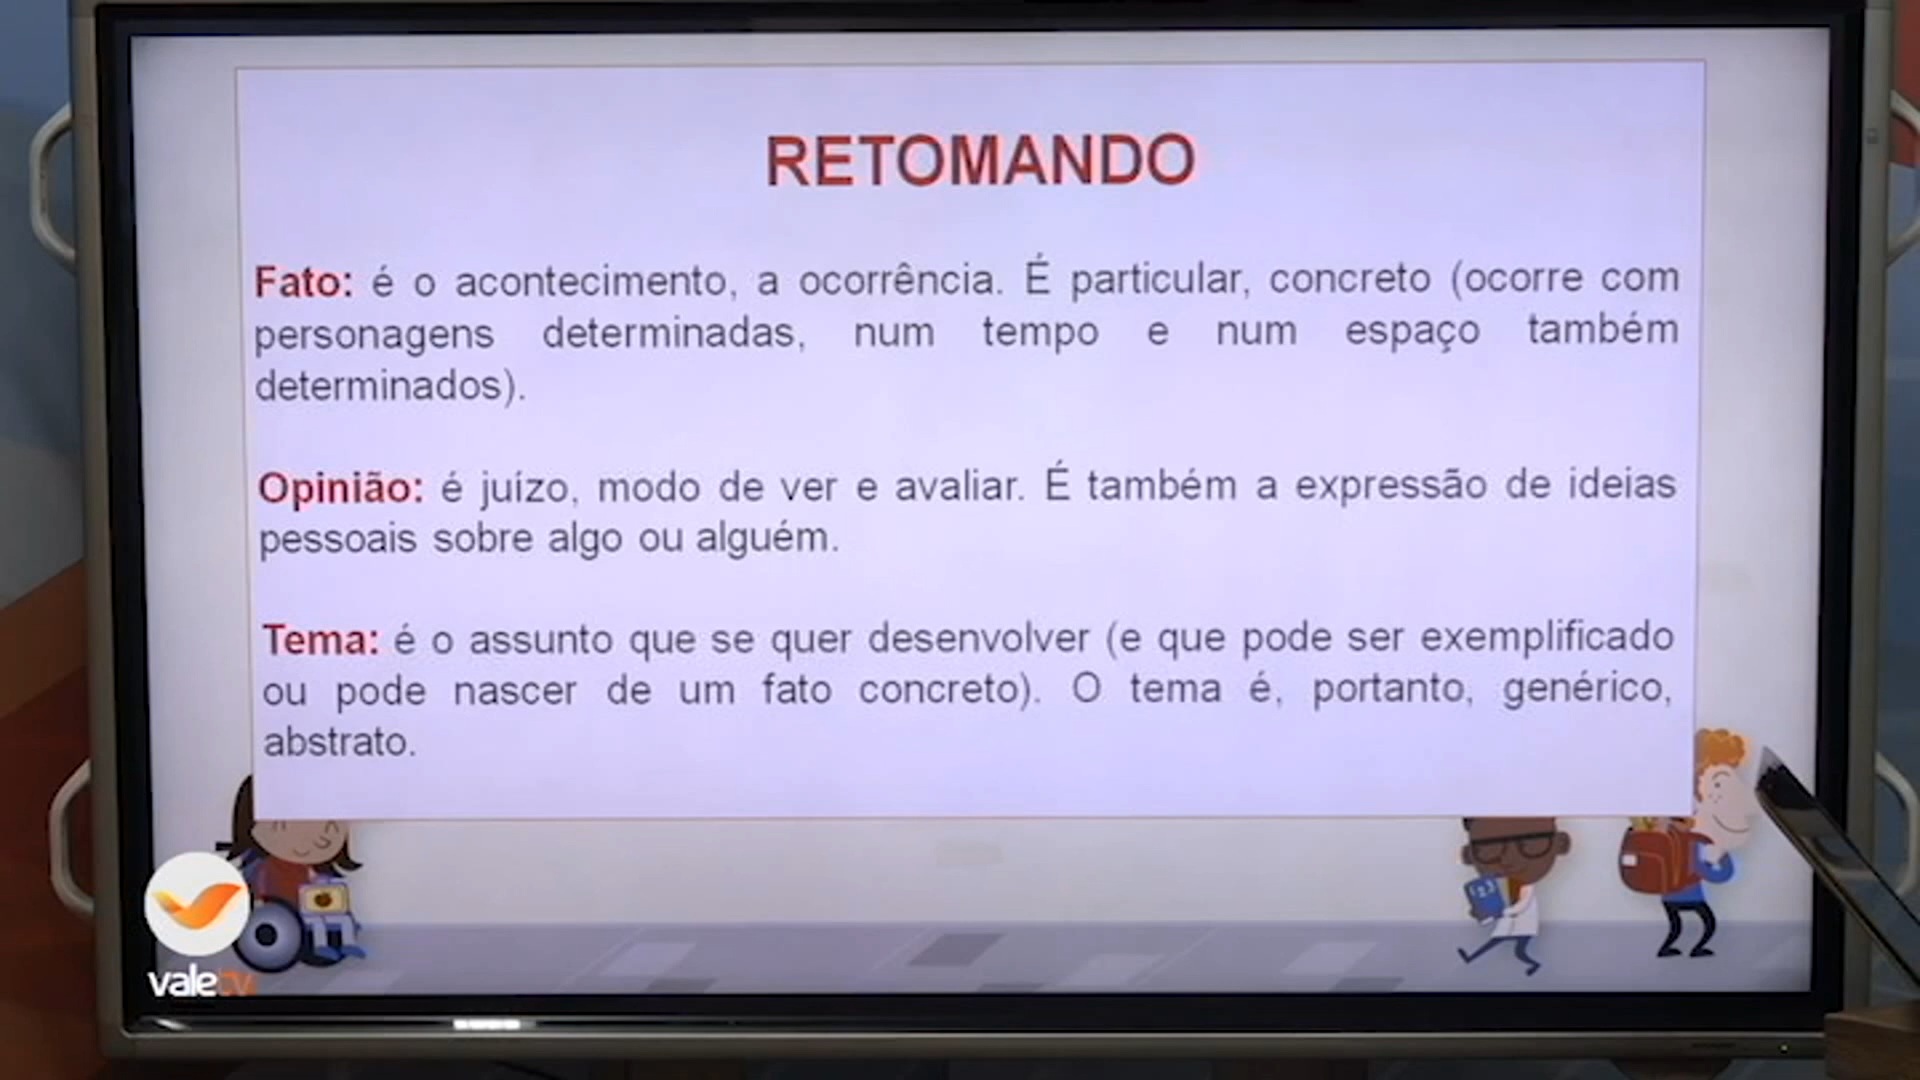 RETOMANDO
Fato: é o acontecimento, a ocorrência. É particular, concreto (ocorre com
personagens determinadas, num tempo e num espaço também
determinados).
Opinião: é juízo, modo de ver e avaliar. É também a expressão de ideias
pessoais sobre algo ou alguém.
Tema: é o assunto que se quer desenvolver (e que pode ser exemplificado
ou pode nascer de um fato concreto). O tema é, portanto, genérico,
abstrato.
valetv